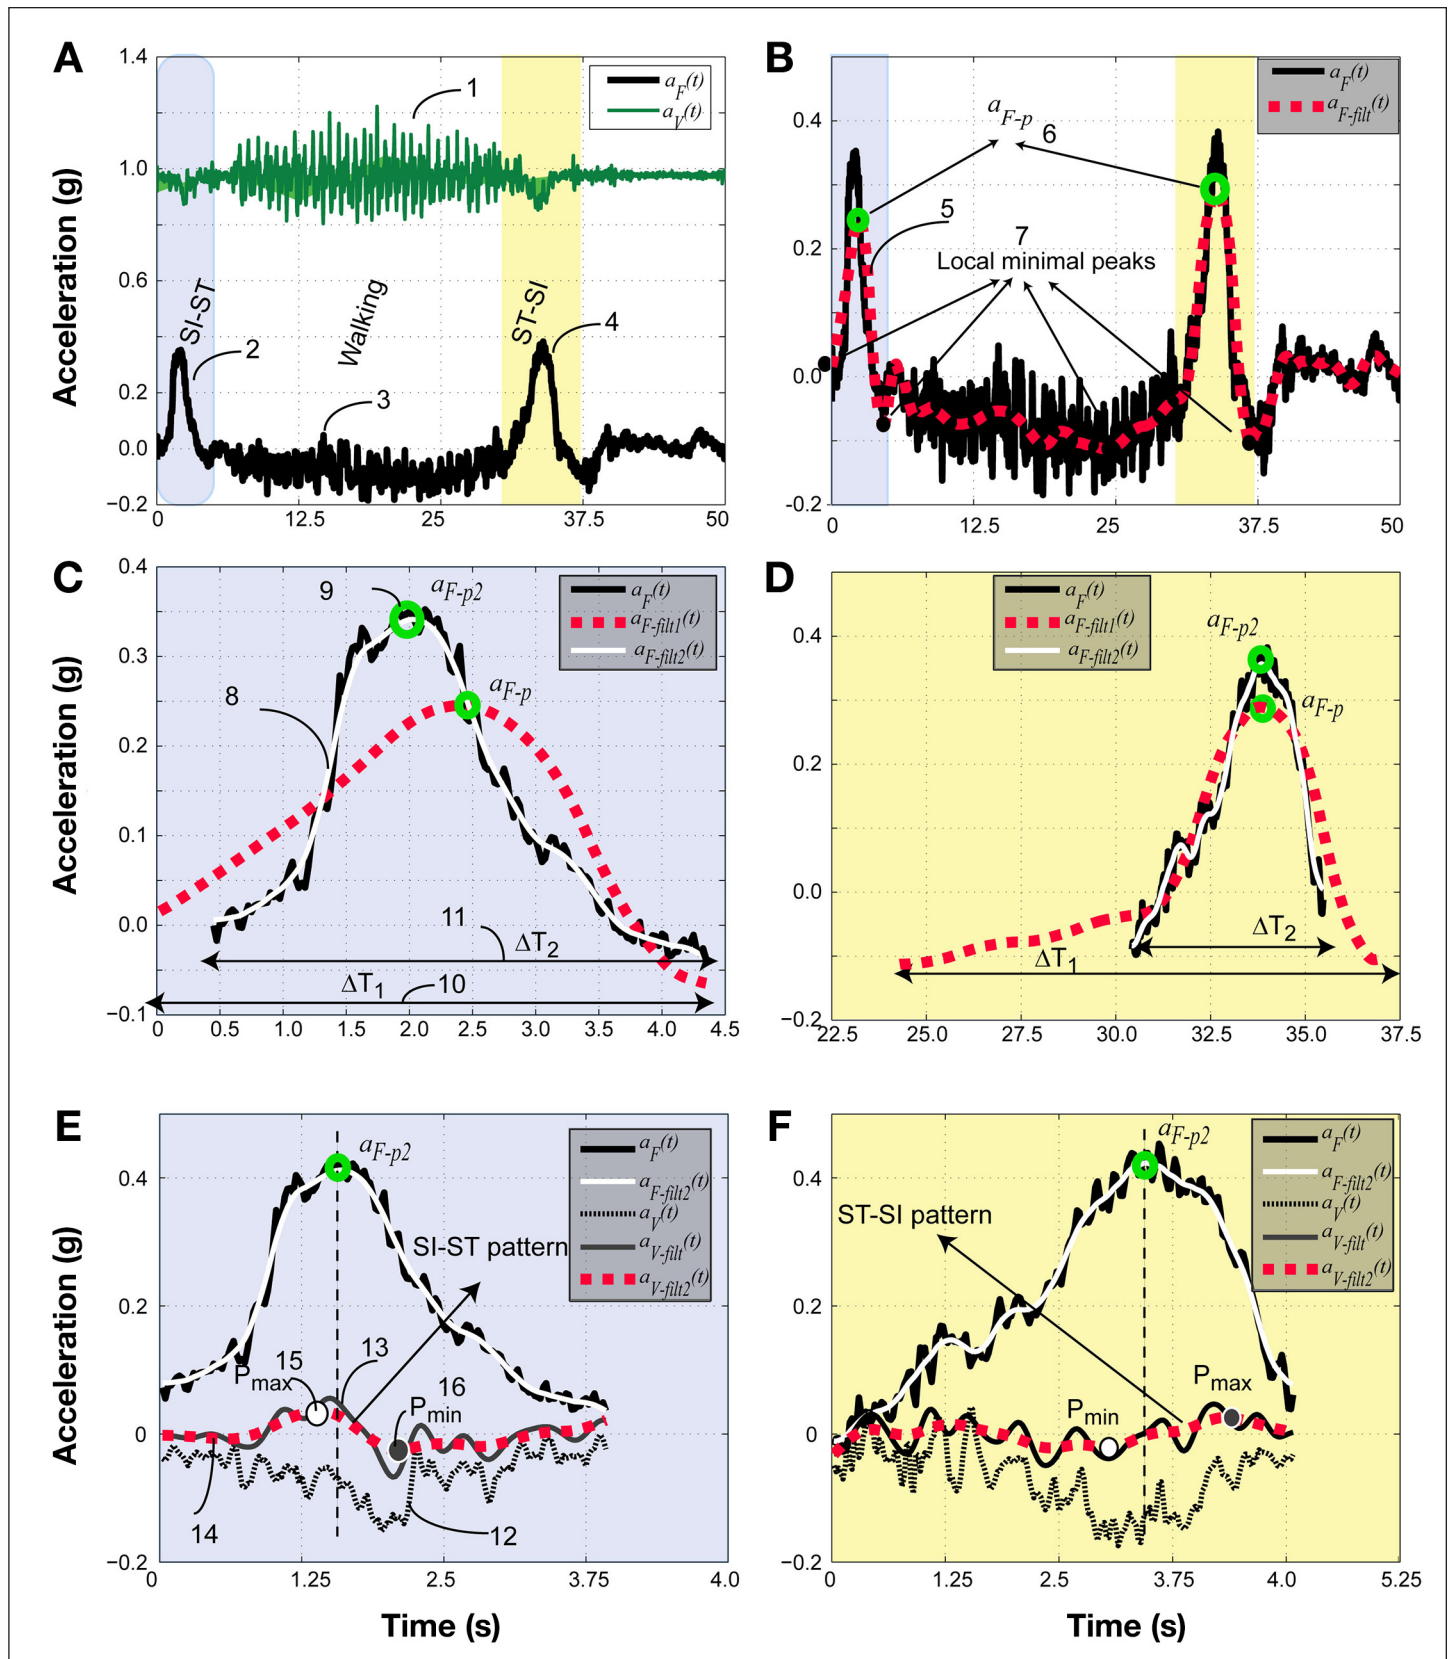 A
1.4
1.0
0.6
0.2
0.0
−0.2
0
12.5
25
37.5
50
Acceleration (g)
a_F(t)
a_V(t)
1
SI-ST
Walking
ST-SI
2
3
4
B
0.4
0.2
0.0
-0.2
0
12.5
25
37.5
50
a_F(t)
a_F-filt(t)
a_F-p
6
5
7
Local minimal peaks
C
0.4
0.3
0.2
0.1
0.0
−0.1
0
0.5
1.0
1.5
2.0
2.5
3.0
3.5
4.0
4.5
Acceleration (g)
9
a_F-p2
a_F(t)
a_F-filt1(t)
a_F-filt2(t)
8
a_F-p
11
ΔT2
ΔT1
10
D
0.4
0.2
0.0
−0.2
22.5
25.0
27.5
30.0
32.5
35.0
37.5
a_F(t)
a_F-filt1(t)
a_F-filt2(t)
a_F-p2
a_F-p
ΔT2
ΔT1
E
0.4
0.2
0
−0.2
0
1.25
2.5
3.75
4.0
Acceleration (g)
Time (s)
a_F-p2
a_F(t)
a_F-filt2(t)
a_V(t)
a_V-filt(t)
a_V-filt2(t)
SI-ST pattern
15
13
Pmax
16
Pmin
14
12
F
0.4
0.2
0
−0.2
0
1.25
2.5
3.75
4.0
5.25
Time (s)
a_F-p2
a_F(t)
a_F-filt2(t)
a_V(t)
a_V-filt(t)
a_V-filt2(t)
ST-SI pattern
Pmax
Pmin